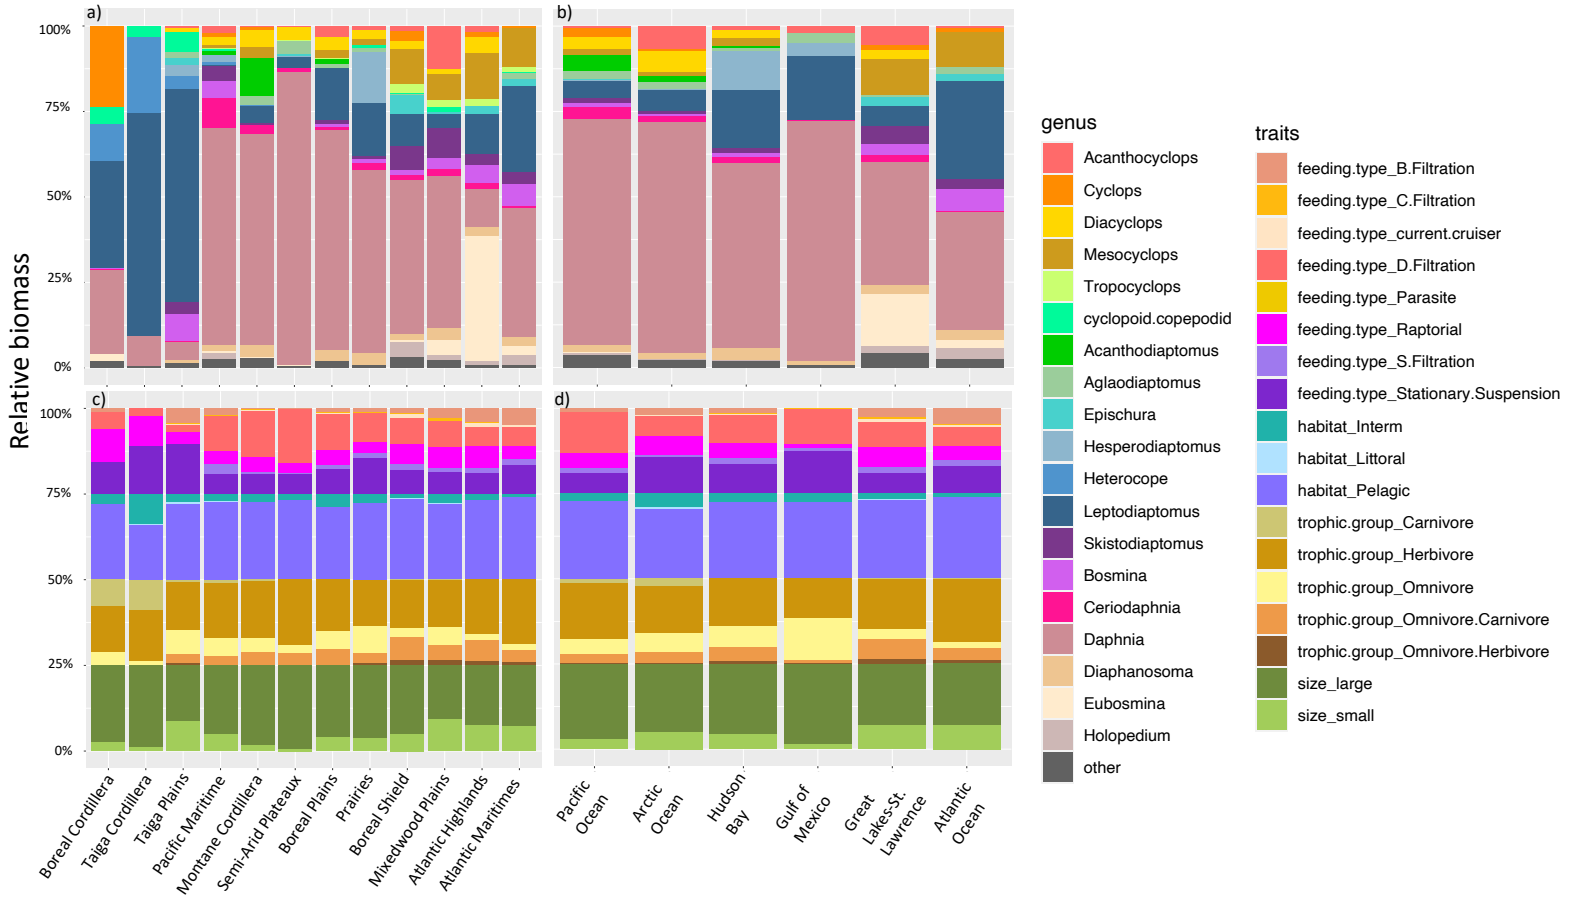 a)
b)
100%
75%
50%
25%
0%
c)
d)
100%
75%
50%
25%
0%
Relative biomass
Boreal Cordillera
Taiga Cordillera
Taiga Plains
Pacific Maritime
Montane Cordillera
Semi-Arid Plateaux
Boreal Plains
Prairies
Boreal Shield
Mixedwood Plains
Atlantic Highlands
Atlantic Maritimes
Pacific
Ocean
Arctic
Ocean
Hudson
Bay
Gulf of
Mexico
Great
Lakes-St.
Lawrence
Atlantic
Ocean
genus
Acanthocyclops
Cyclops
Diacyclops
Mesocyclops
Tropocyclops
cyclopoid.copepodid
Acanthodiaptomus
Aglaodiaptomus
Epischura
Hesperodiaptomus
Heterocope
Leptodiaptomus
Skistodiaptomus
Bosmina
Ceriodaphnia
Daphnia
Diaphanosoma
Eubosmina
Holopedium
other
traits
feeding.type_B.Filtration
feeding.type_C.Filtration
feeding.type_current.cruiser
feeding.type_D.Filtration
feeding.type_Parasite
feeding.type_Raptorial
feeding.type_S.Filtration
feeding.type_Stationary.Suspension
habitat_Interm
habitat_Littoral
habitat_Pelagic
trophic.group_Carnivore
trophic.group_Herbivore
trophic.group_Omnivore
trophic.group_Omnivore.Carnivore
trophic.group_Omnivore.Herbivore
size_large
size_small